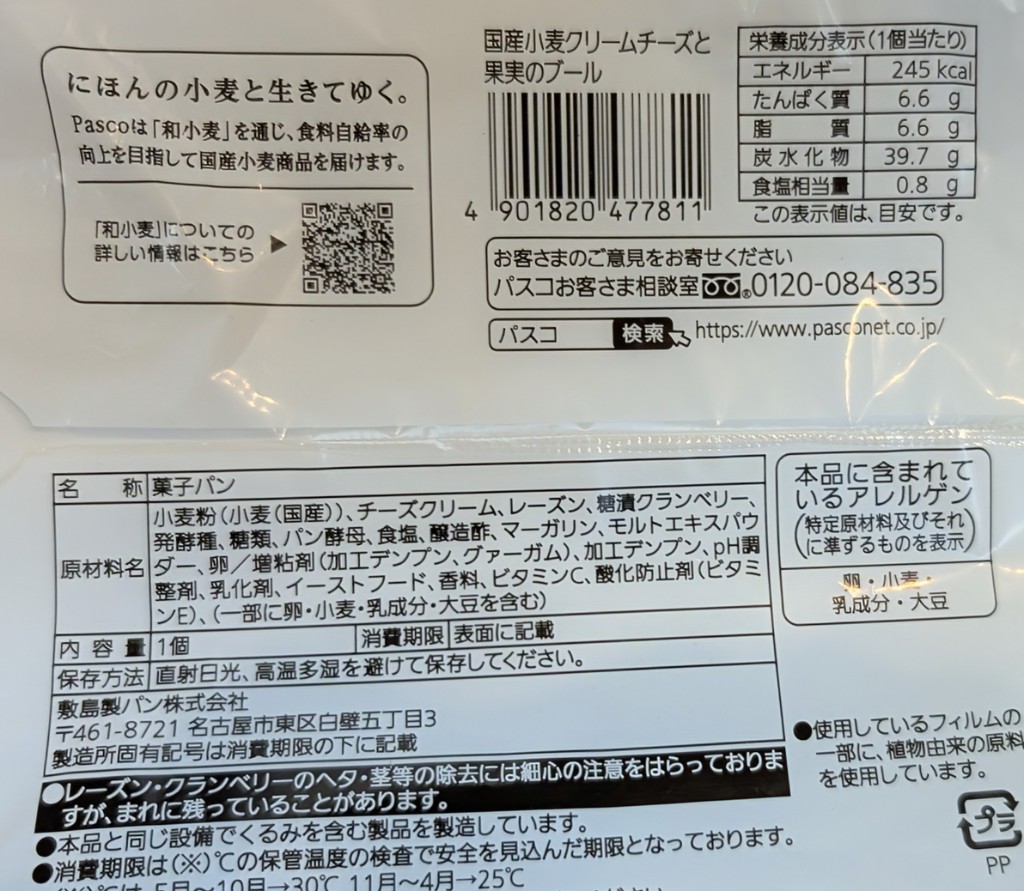 にほんの小麦と生きてゆく。
Pascoは「和小麦」を通じ、食料自給率の
向上を目指して国産小麦商品を届けます。
「和小麦」についての
詳しい情報はこちら
国産小麦クリームチーズと
果実のブール
4 901820 477811
栄養成分表示(1個当たり)
エネルギー 245 kcal
たんぱく質 6.6 g
脂質 6.6 g
炭水化物 39.7 g
食塩相当量 0.8 g
この表示値は、目安です。
お客さまのご意見をお寄せください
パスコお客さま相談室 0120-084-835
パスコ 検索 https://www.pasconet.co.jp/
名称 菓子パン
原材料名 小麦粉(小麦(国産))、チーズクリーム、レーズン、糖漬クランベリー、
発酵種、糖類、パン酵母、食塩、醸造酢、マーガリン、モルトエキスパウ
ダー、卵/増粘剤(加工デンプン、グァーガム)、加工デンプン、pH調
整剤、乳化剤、イーストフード、香料、ビタミンC、酸化防止剤(ビタミ
ンE)、(一部に卵・小麦・乳成分・大豆を含む)
内容量 1個 消費期限 表面に記載
保存方法 直射日光、高温多湿を避けて保存してください。
敷島製パン株式会社
〒461-8721 名古屋市東区白壁五丁目3
製造所固有記号は消費期限の下に記載
本品に含まれて
いるアレルゲン
(特定原材料及びそれ
に準ずるものを表示)
卵・小麦・
乳成分・大豆
●レーズン・クランベリーのヘタ・茎等の除去には細心の注意をはらっておりま
すが、まれに残っていることがあります。
●本品と同じ設備でくるみを含む製品を製造しています。
●消費期限は(※)℃の保管温度の検査で安全を見込んだ期限となっております。
(※)℃は、5月〜10月→30℃ 11月〜4月→25℃
●使用しているフィルムの
一部に、植物由来の原料
を使用しています。
プラ
PP